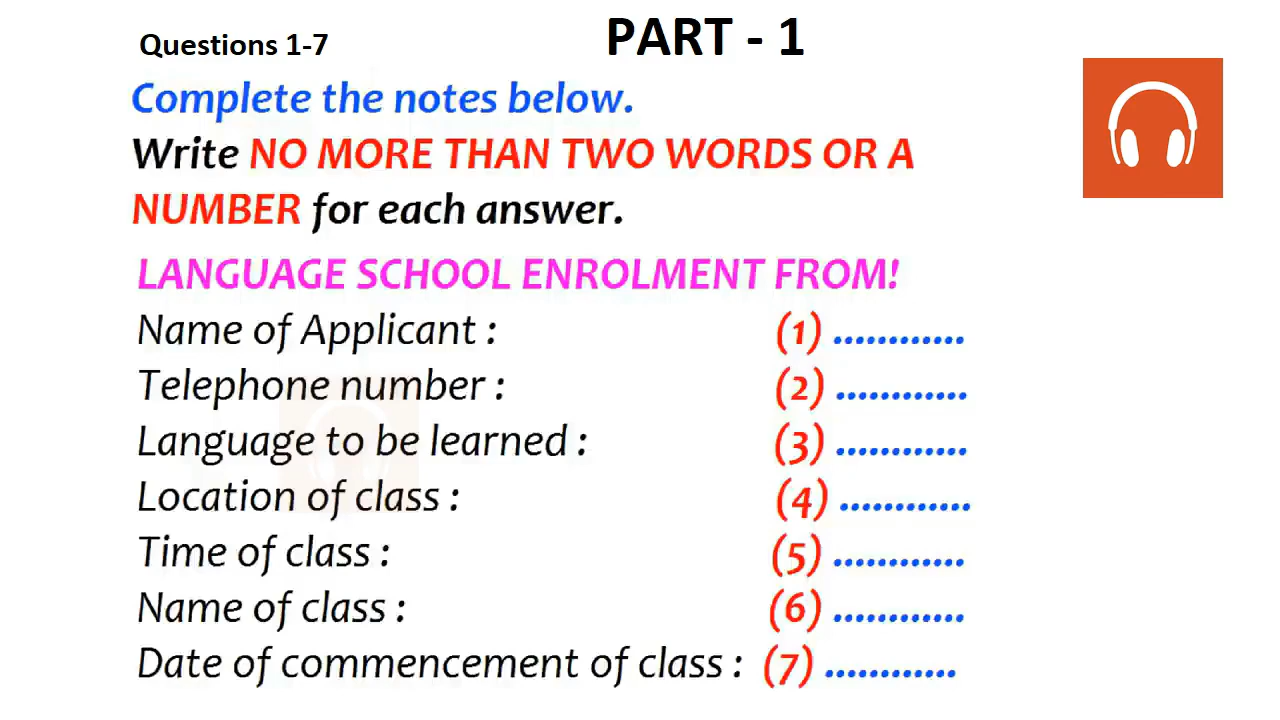 Questions 1-7
PART - 1
Complete the notes below.
Write NO MORE THAN TWO WORDS OR A
NUMBER for each answer.
LANGUAGE SCHOOL ENROLMENT FROM!
Name of Applicant : (1) ............
Telephone number : (2) ............
Language to be learned : (3) ............
Location of class : (4) ............
Time of class : (5) ............
Name of class : (6) ............
Date of commencement of class : (7) ............